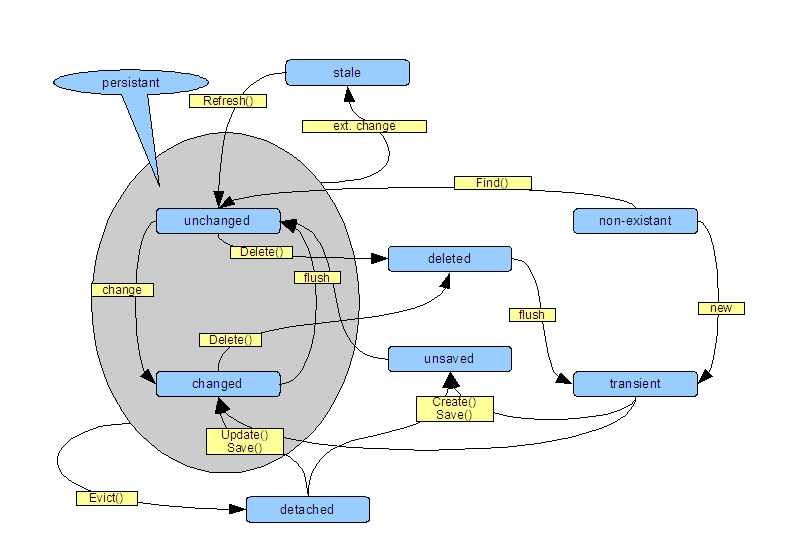 stale
persistant
Refresh()
ext. change
Find()
unchanged
non-existant
Delete()
deleted
flush
change
new
flush
Delete()
unsaved
changed
transient
Create()
Save()
Update()
Save()
Evict()
detached